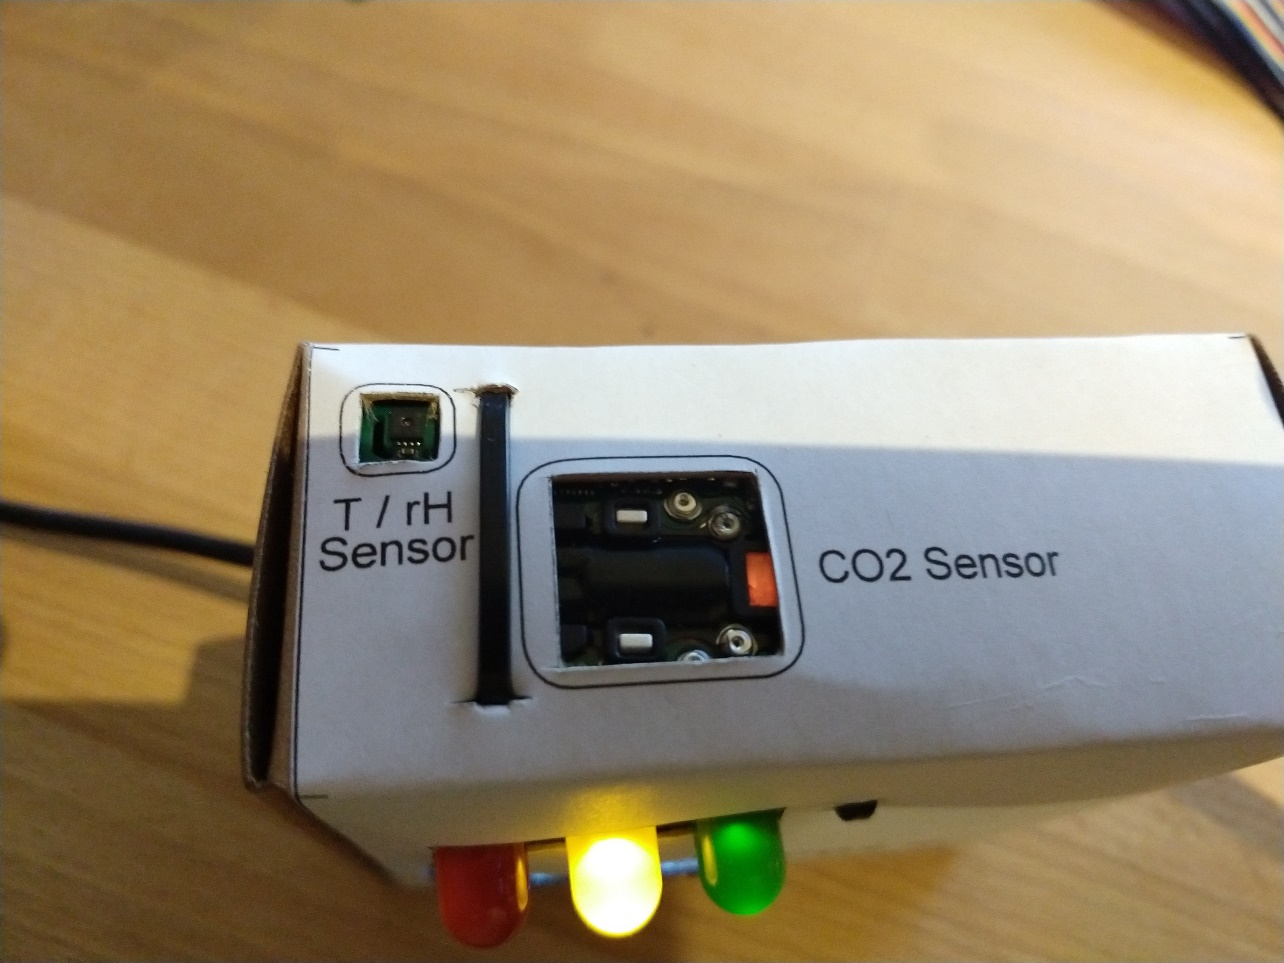 T / rH
Sensor
CO2 Sensor